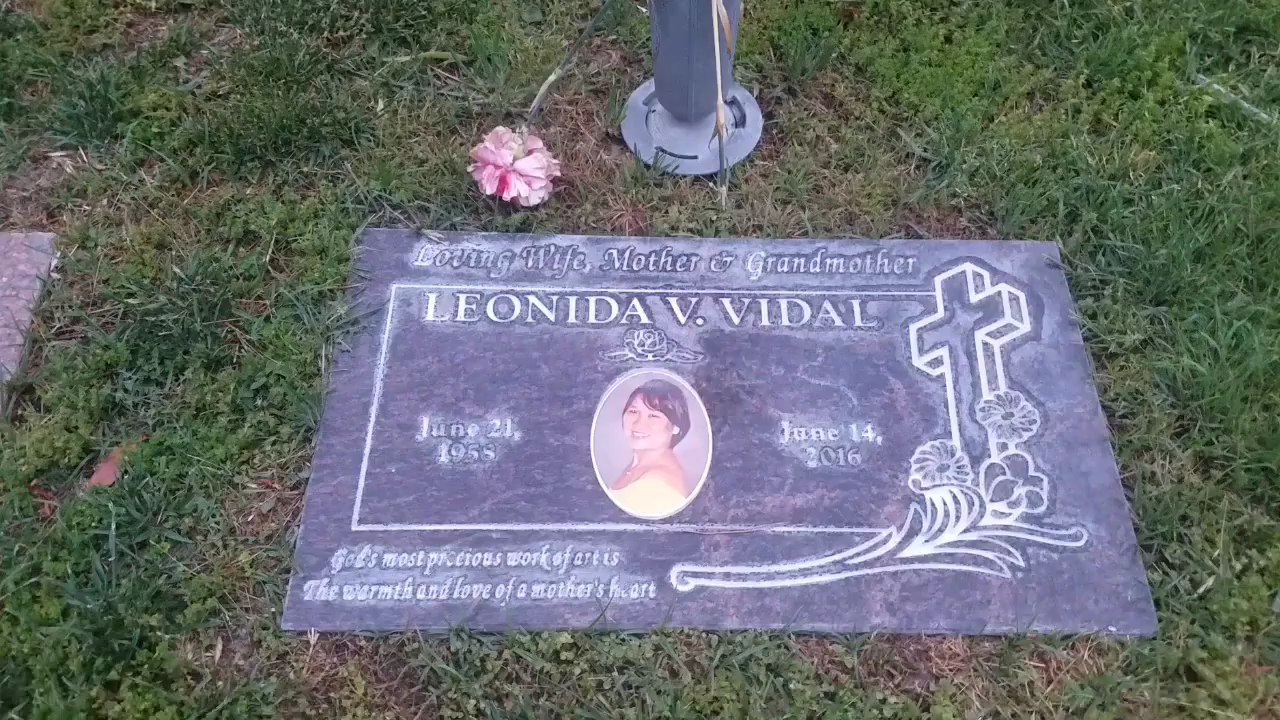 Loving Wife, Mother & Grandmother
LEONIDA V. VIDAL
June 21,
1958
June 14,
2016
God's most precious work of art is
The warmth and love of a mother's heart